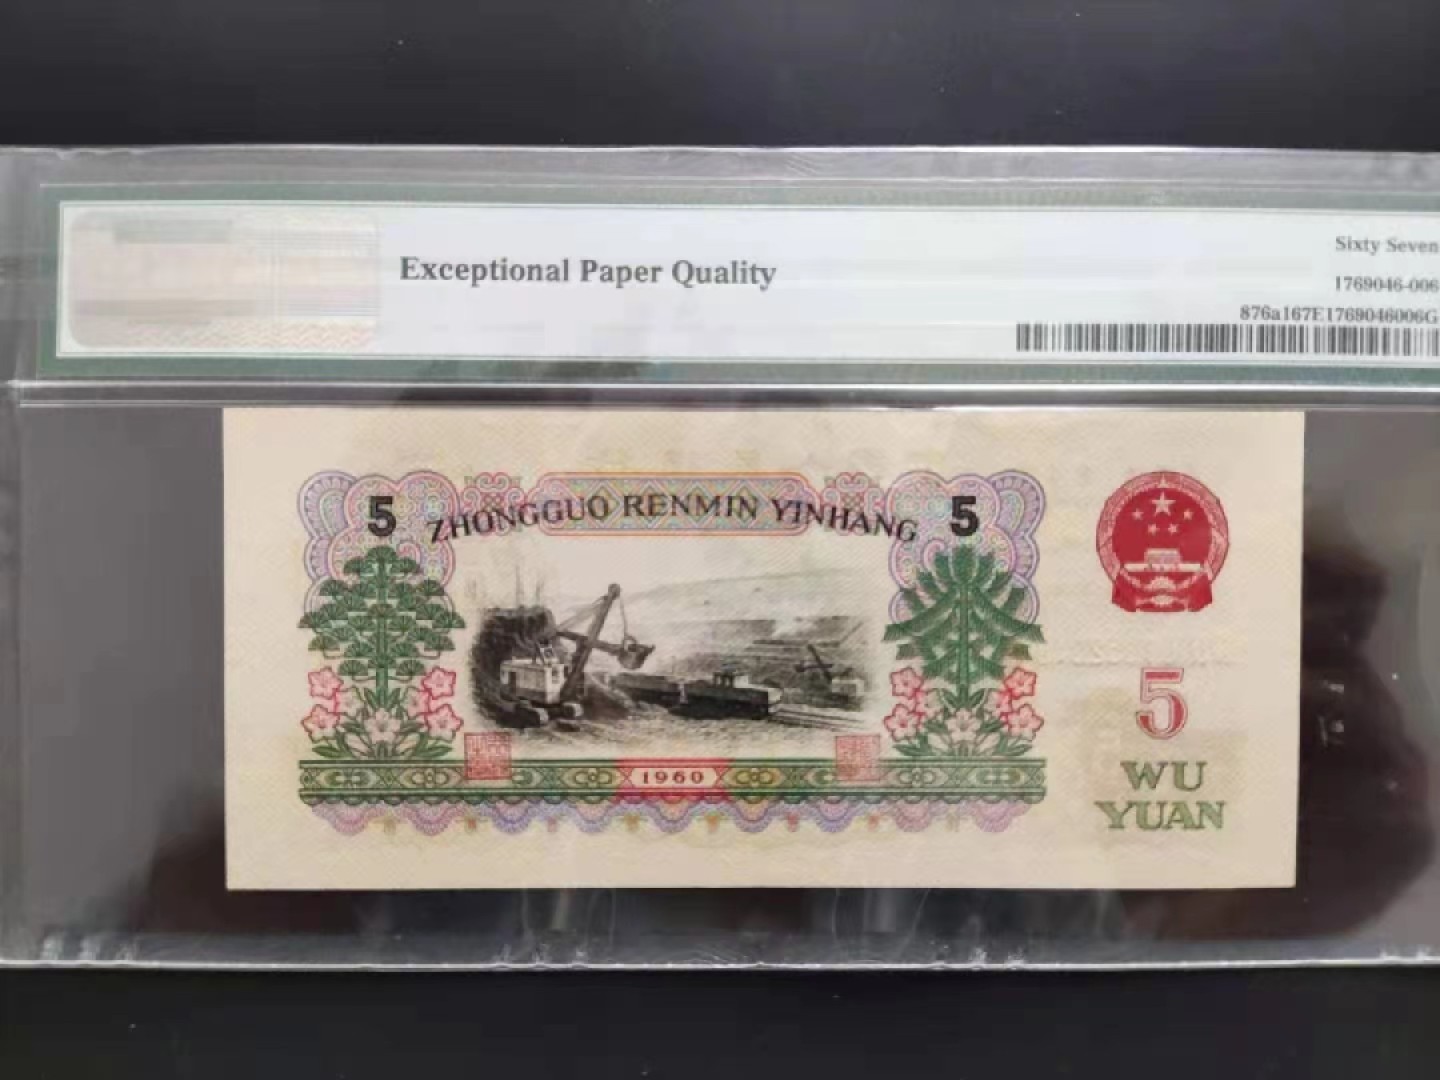 Exceptional Paper Quality
Sixty Seven
1769046-006
876a167E1769046006G
5 ZHONGGUO RENMIN YINHANG 5
5
WU
YUAN
1960